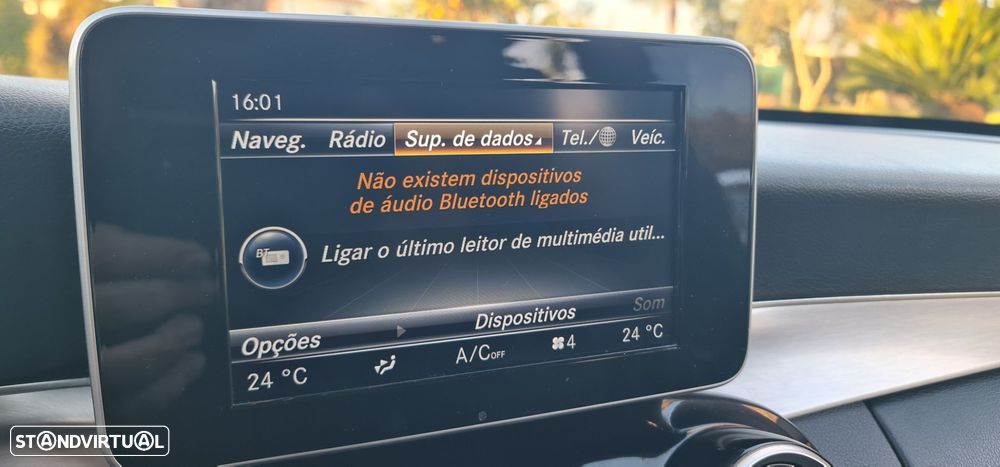 16:01
Naveg. Rádio Sup. de dados Tel./ Veíc.
Não existem dispositivos
de áudio Bluetooth ligados
BT
Ligar o último leitor de multimédia util...
Opções Dispositivos Som
24 °C A/C OFF 4 24 °C
STANDVIRTUAL